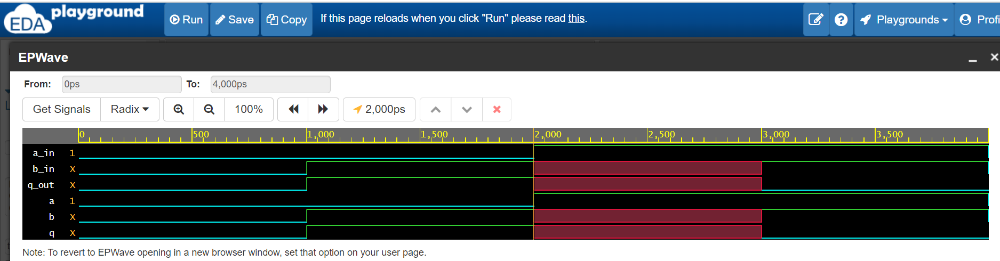 EDA playground Run Save Copy If this page reloads when you click "Run" please read this. Playgrounds
EPWave
From: 0ps To: 4,000ps
Get Signals Radix 100% 2,000ps
0 500 1,000 1,500 2,000 2,500 3,000 3,500
a_in 1
b_in X
q_out X
a 1
b X
q X
Note: To revert to EPWave opening in a new browser window, set that option on your user page.